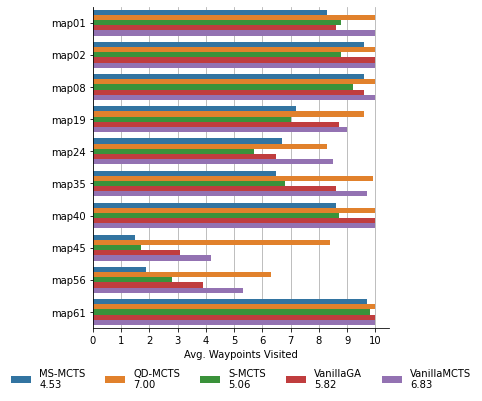 map01
map02
map08
map19
map24
map35
map40
map45
map56
map61
0 1 2 3 4 5 6 7 8 9 10
Avg. Waypoints Visited
MS-MCTS QD-MCTS S-MCTS VanillaGA VanillaMCTS
4.53 7.00 5.06 5.82 6.83